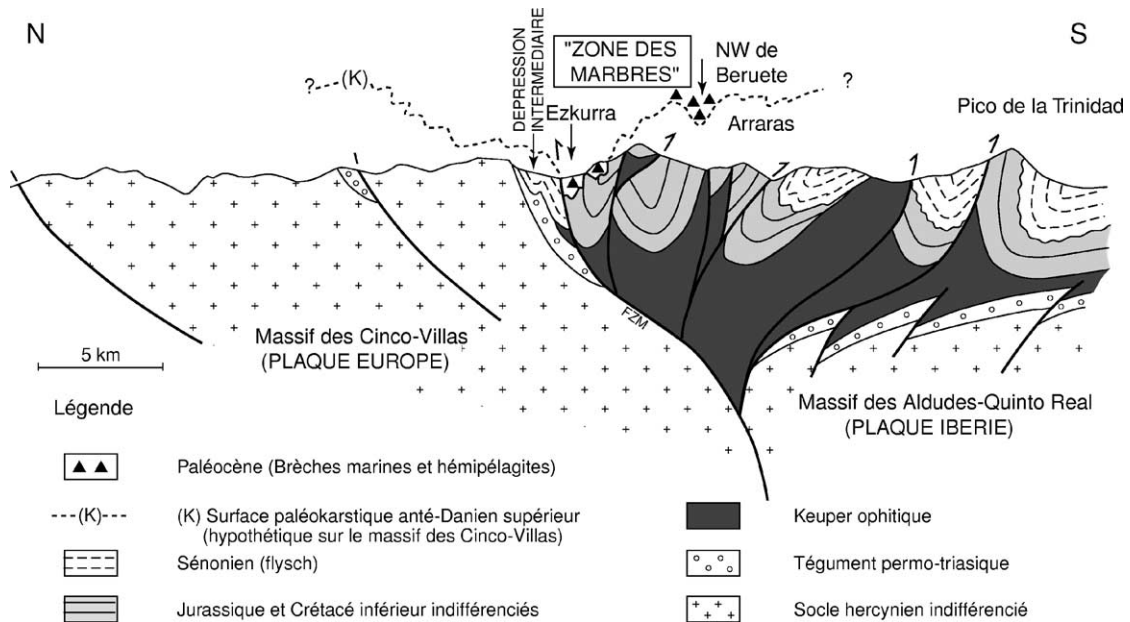 N
S
? --(K)
DEPRESSION
INTERMEDIAIRE
"ZONE DES
MARBRES"
NW de
Beruete
?
Ezkurra
Arraras
Pico de la Trinidad
FZM
Massif des Cinco-Villas
(PLAQUE EUROPE)
5 km
Massif des Aldudes-Quinto Real
(PLAQUE IBERIE)
Légende
Paléocène (Brèches marines et hémipélagites)
----(K)---- (K) Surface paléokarstique anté-Danien supérieur
(hypothétique sur le massif des Cinco-Villas)
Sénonien (flysch)
Jurassique et Crétacé inférieur indifférenciés
Keuper ophitique
Tégument permo-triasique
Socle hercynien indifférencié